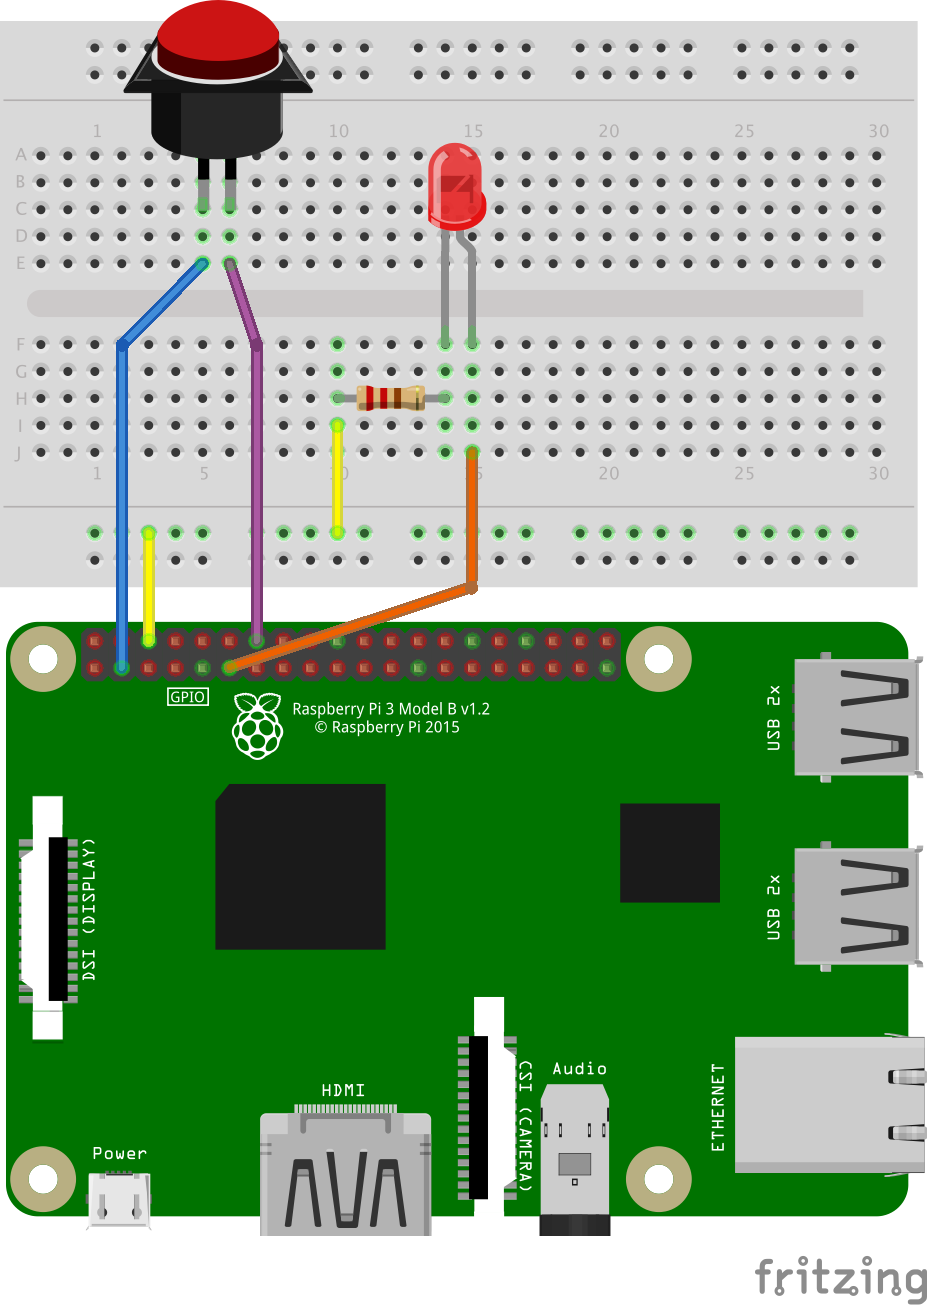 1 10 15 20 25 30
A
B
C
D
E
F
G
H
I
J
1 5 10 15 20 25 30
GPIO
Raspberry Pi 3 Model B v1.2
© Raspberry Pi 2015
USB 2x
DSI (DISPLAY)
USB 2x
CSI (CAMERA)
Audio
ETHERNET
HDMI
Power
fritzing